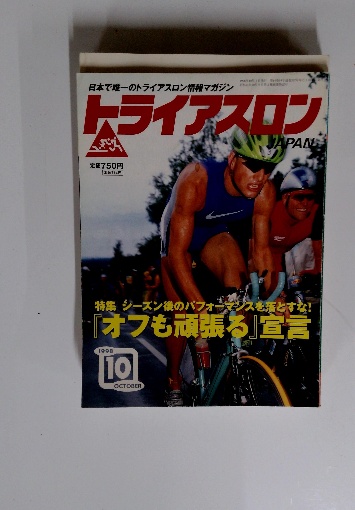 日本で唯一のトライアスロン情報マガジン
トライアスロン
JAPAN
定価750円
特集 シーズン後のパフォーマンスを落とすな!
『オフも頑張る』宣言
1998
10
OCTOBER